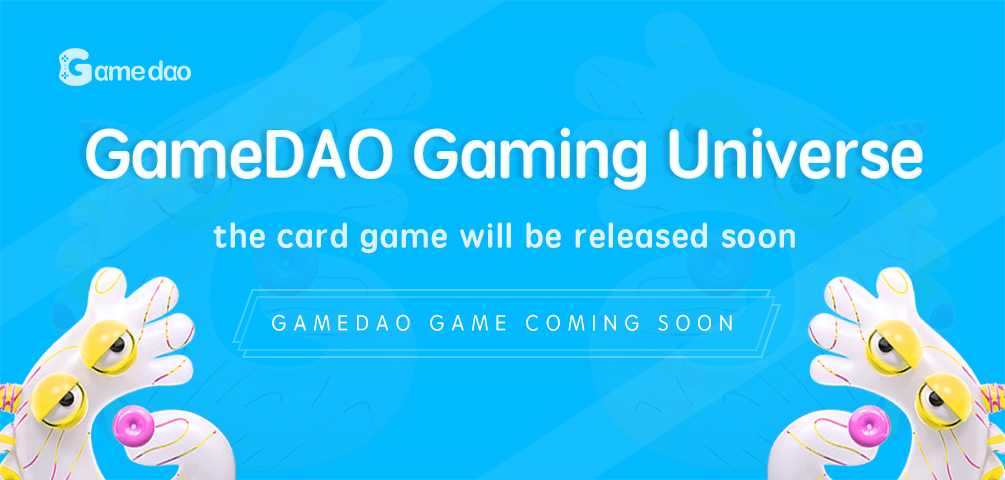 Gamedao
GameDAO Gaming Universe
the card game will be released soon
GAMEDAO GAME COMING SOON